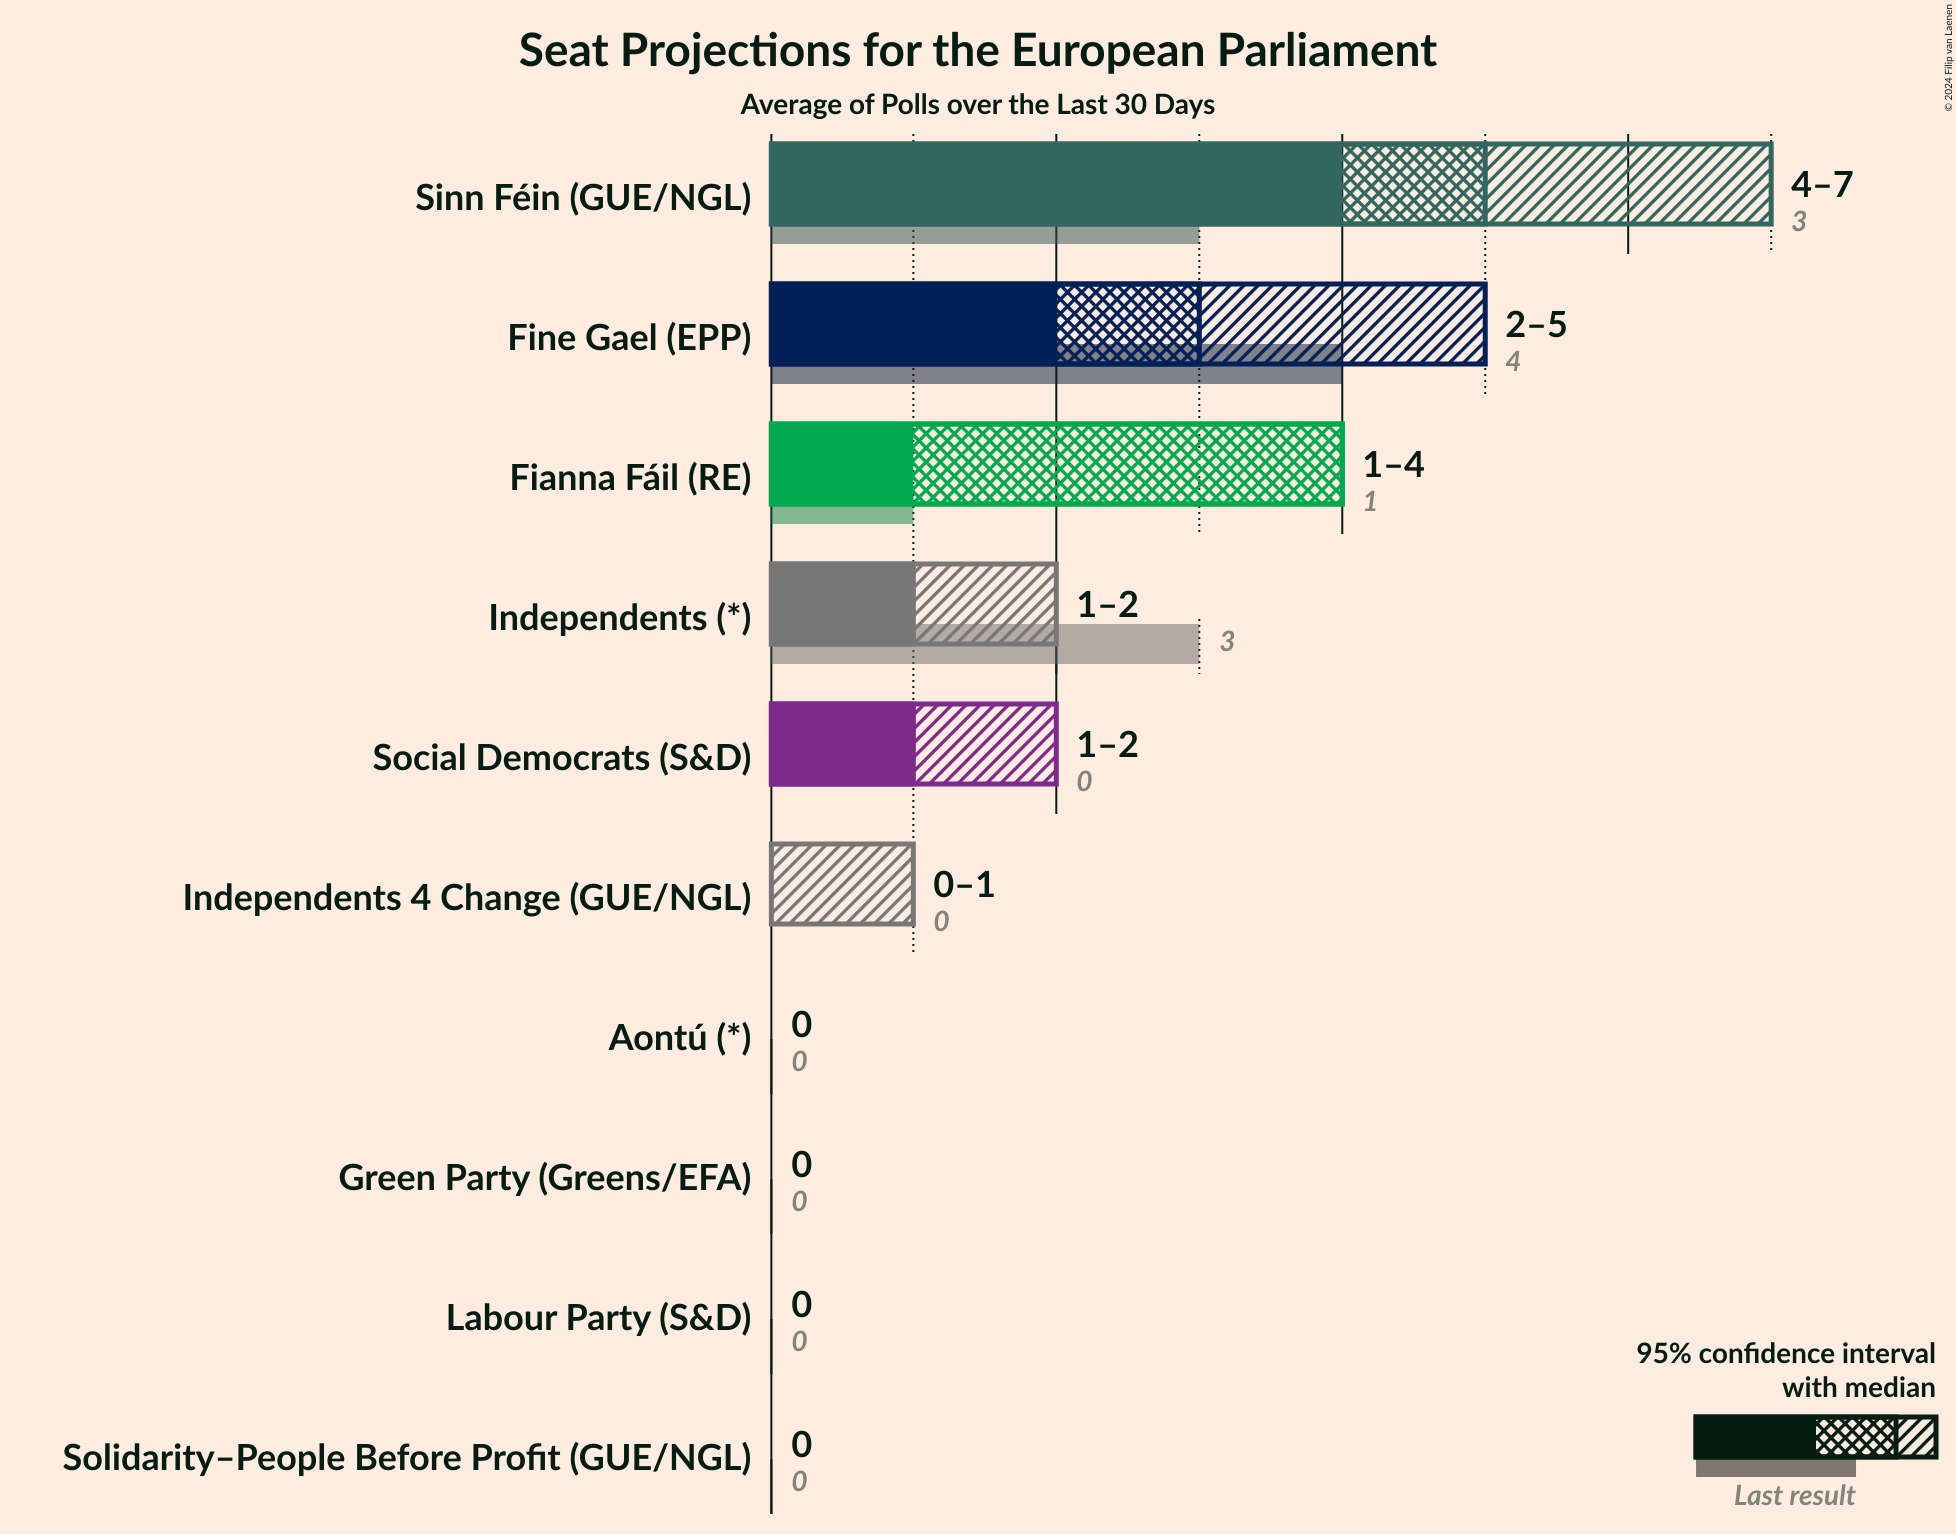 Seat Projections for the European Parliament
Average of Polls over the Last 30 Days
© 2024 Filip van Laenen
Sinn Féin (GUE/NGL)
4–7
3
Fine Gael (EPP)
2–5
4
Fianna Fáil (RE)
1–4
1
Independents (*)
1–2
3
Social Democrats (S&D)
1–2
0
Independents 4 Change (GUE/NGL)
0–1
0
Aontú (*)
0
0
Green Party (Greens/EFA)
0
0
Labour Party (S&D)
0
0
Solidarity–People Before Profit (GUE/NGL)
0
0
95% confidence interval
with median
Last result